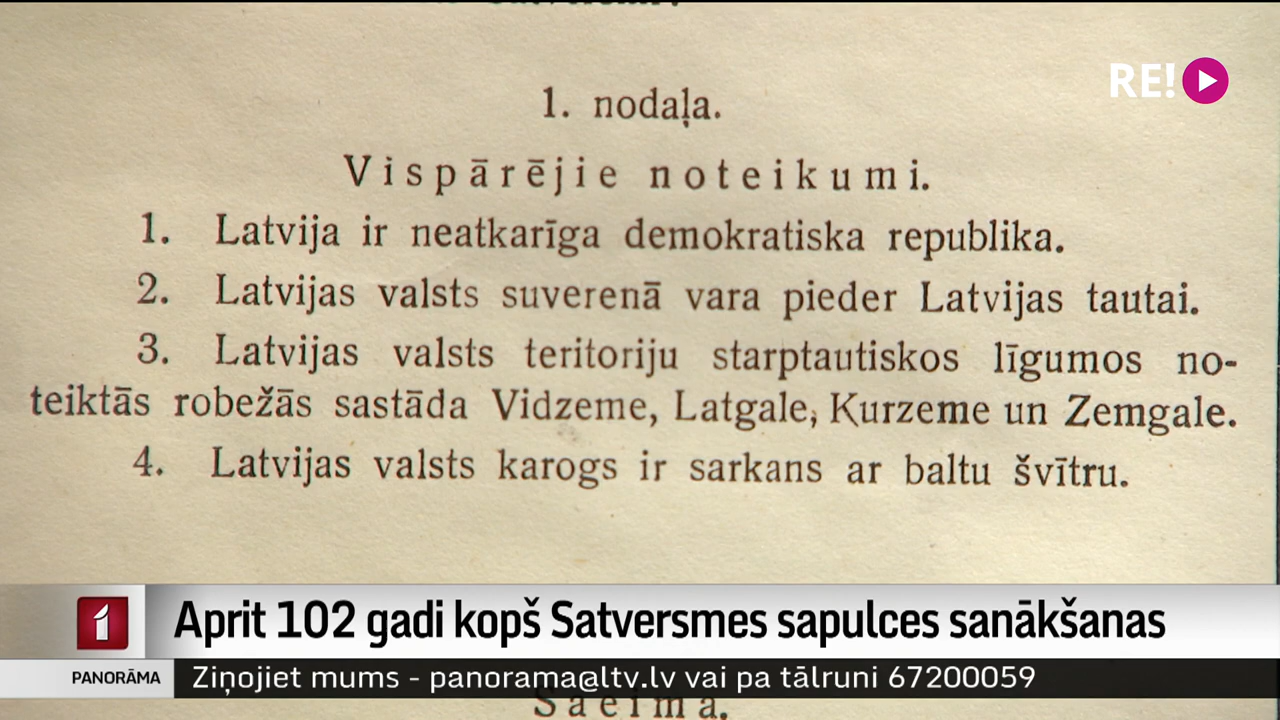 RE!
1. nodaļa.
Vispārējie noteikumi.
1. Latvija ir neatkarīga demokratiska republika.
2. Latvijas valsts suverenā vara pieder Latvijas tautai.
3. Latvijas valsts teritoriju starptautiskos līgumos no-
teiktās robežās sastāda Vidzeme, Latgale, Kurzeme un Zemgale.
4. Latvijas valsts karogs ir sarkans ar baltu švītru.
1 Aprit 102 gadi kopš Satversmes sapulces sanākšanas
PANORĀMA Ziņojiet mums - panorama@ltv.lv vai pa tālruni 67200059
Saeima.